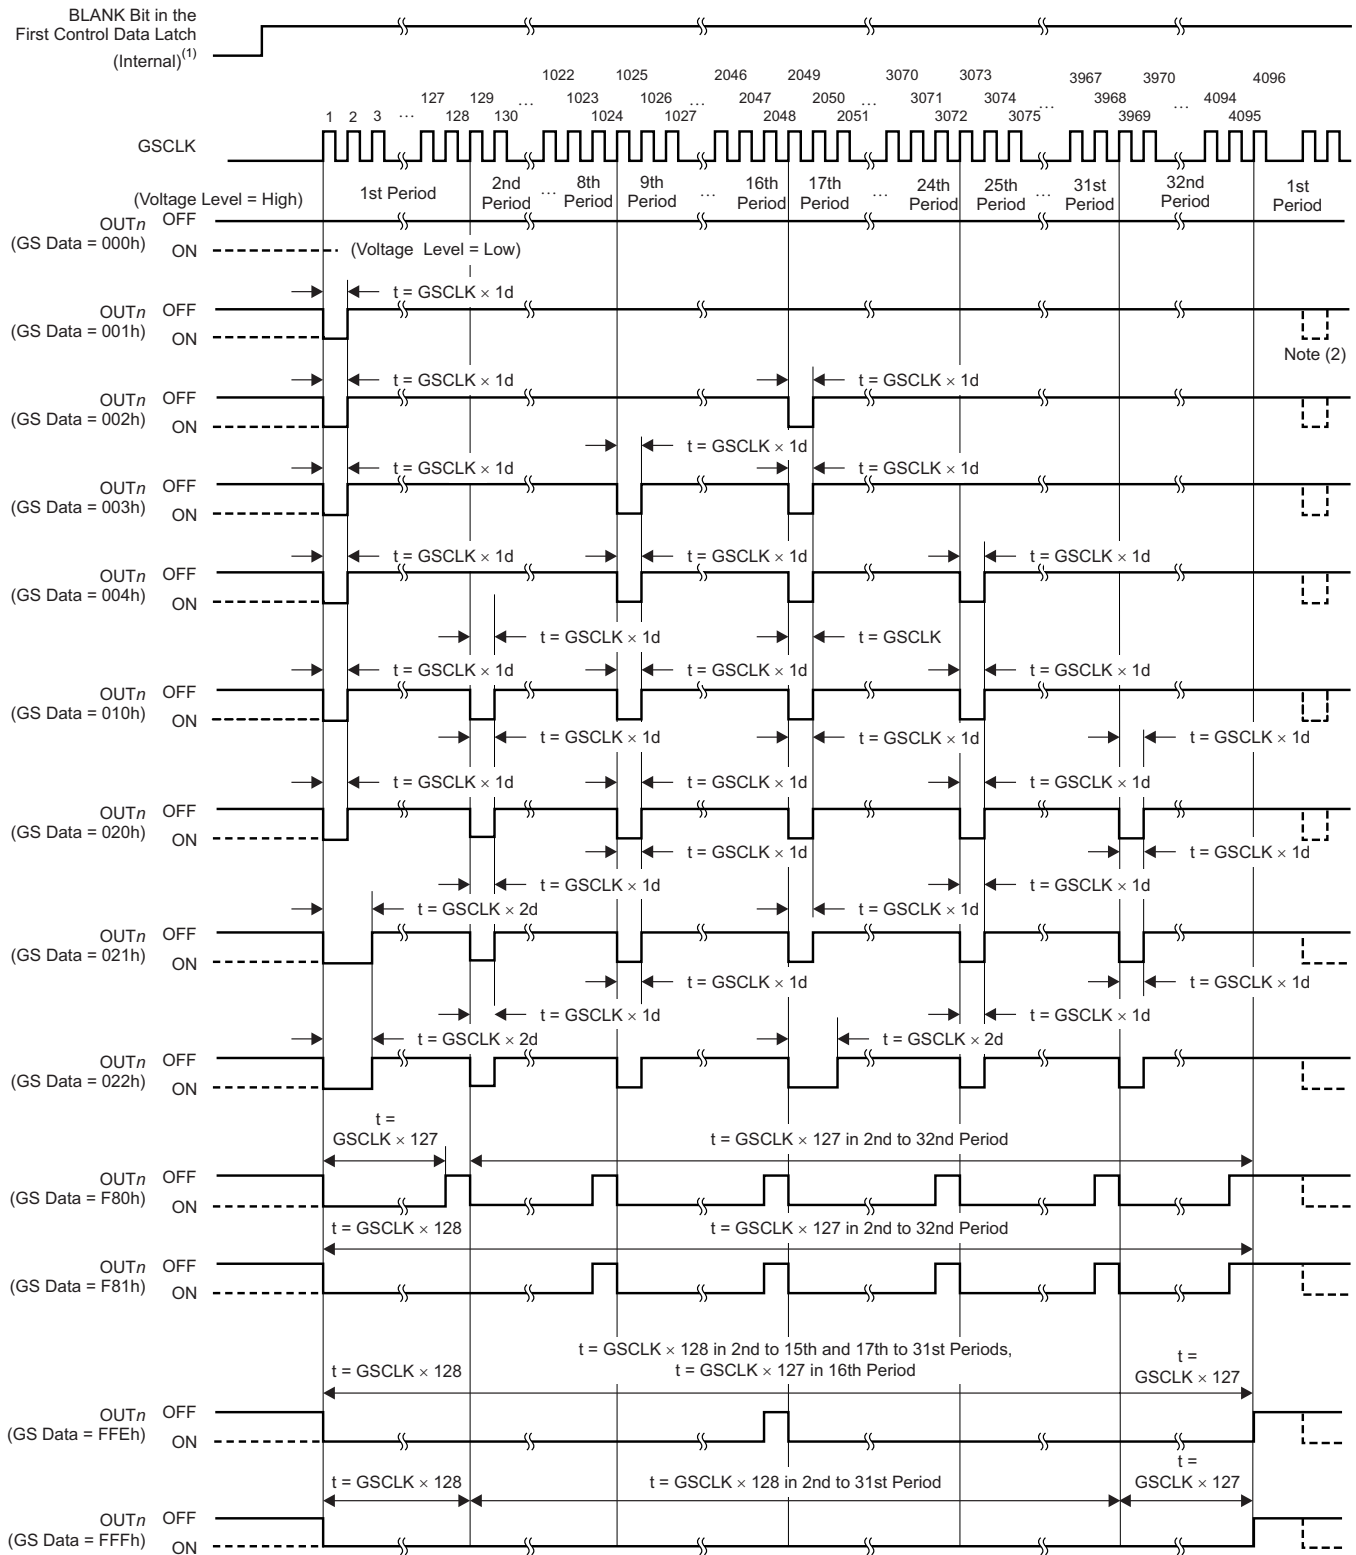 BLANK Bit in the
First Control Data Latch
(Internal)(1)
1022 1025 2046 2049 3070 3073 3967 3970 4096
127 129 ... 1023 1026 ... 2047 2050 ... 3071 3074 ... 3968 ... 4094
1 2 3 ... 128 130 1024 1027 2048 2051 3072 3075 3969 4095
GSCLK
(Voltage Level = High)
1st Period
2nd Period
...
8th Period
9th Period
...
16th Period
17th Period
...
24th Period
25th Period
...
31st Period
32nd Period
1st Period
OUTn OFF
(GS Data = 000h)
ON
(Voltage Level = Low)
t = GSCLK × 1d
OUTn OFF
(GS Data = 001h)
ON
Note (2)
t = GSCLK × 1d t = GSCLK × 1d
OUTn OFF
(GS Data = 002h)
ON
t = GSCLK × 1d
t = GSCLK × 1d t = GSCLK × 1d
OUTn OFF
(GS Data = 003h)
ON
t = GSCLK × 1d t = GSCLK × 1d t = GSCLK × 1d t = GSCLK × 1d
OUTn OFF
(GS Data = 004h)
ON
t = GSCLK × 1d t = GSCLK
t = GSCLK × 1d t = GSCLK × 1d t = GSCLK × 1d
OUTn OFF
(GS Data = 010h)
ON
t = GSCLK × 1d t = GSCLK × 1d t = GSCLK × 1d
t = GSCLK × 1d t = GSCLK × 1d t = GSCLK × 1d
OUTn OFF
(GS Data = 020h)
ON
t = GSCLK × 1d t = GSCLK × 1d
t = GSCLK × 1d t = GSCLK × 1d
t = GSCLK × 2d t = GSCLK × 1d
OUTn OFF
(GS Data = 021h)
ON
t = GSCLK × 1d t = GSCLK × 1d
t = GSCLK × 1d t = GSCLK × 1d
t = GSCLK × 2d t = GSCLK × 2d
OUTn OFF
(GS Data = 022h)
ON
t =
GSCLK × 127
t = GSCLK × 127 in 2nd to 32nd Period
OUTn OFF
(GS Data = F80h)
ON
t = GSCLK × 128 t = GSCLK × 127 in 2nd to 32nd Period
OUTn OFF
(GS Data = F81h)
ON
t = GSCLK × 128
t = GSCLK × 128 in 2nd to 15th and 17th to 31st Periods,
t = GSCLK × 127 in 16th Period
t =
GSCLK × 127
OUTn OFF
(GS Data = FFEh)
ON
t = GSCLK × 128
t = GSCLK × 128 in 2nd to 31st Period
t =
GSCLK × 127
OUTn OFF
(GS Data = FFFh)
ON